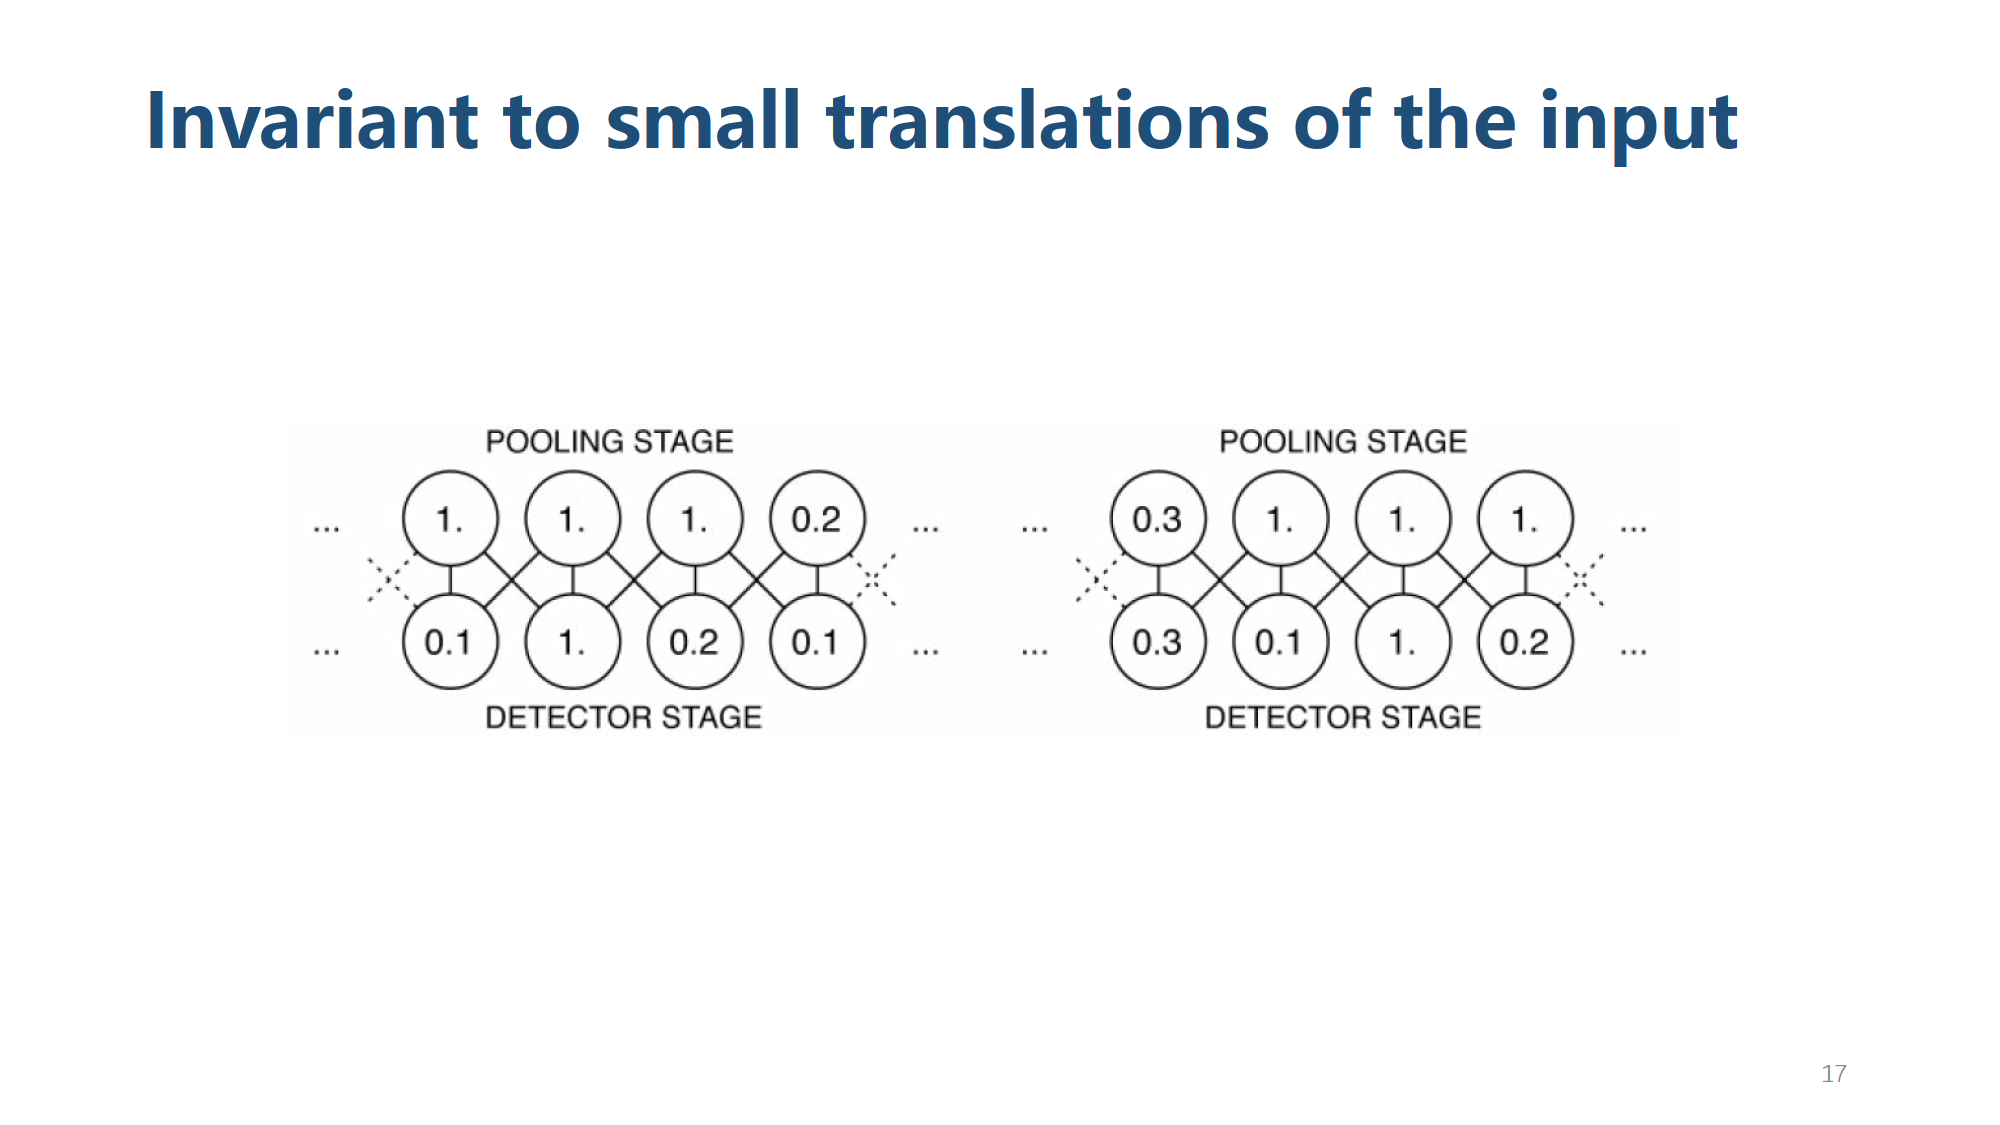 Invariant to small translations of the input
POOLING STAGE
... 1. 1. 1. 0.2 ...
... 0.1 1. 0.2 0.1 ...
DETECTOR STAGE
POOLING STAGE
... 0.3 1. 1. 1. ...
... 0.3 0.1 1. 0.2 ...
DETECTOR STAGE
17